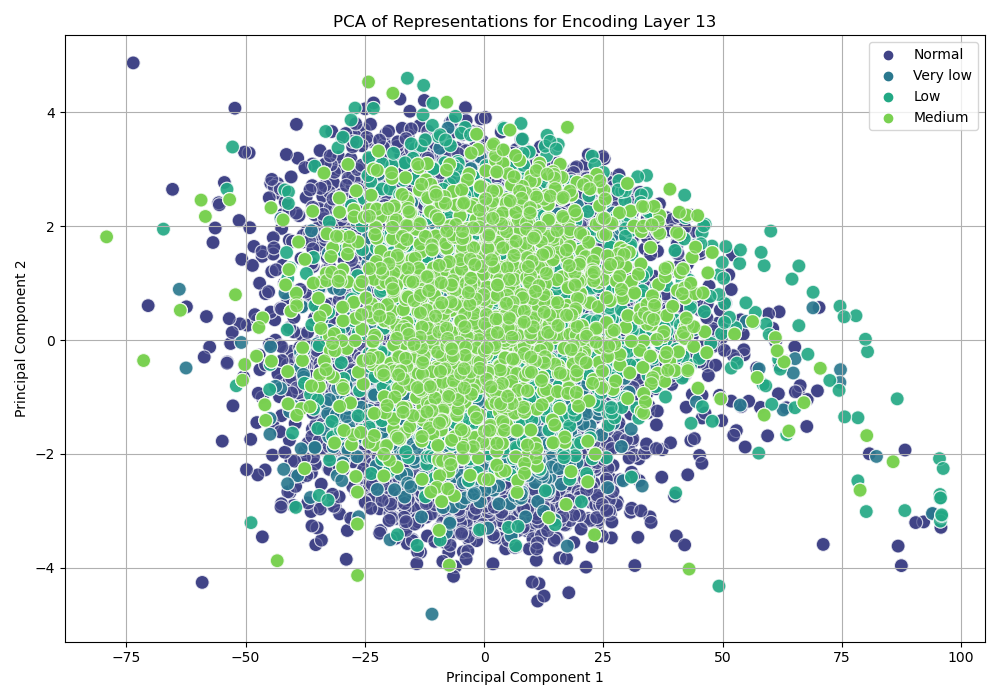 PCA of Representations for Encoding Layer 13
Normal
Very low
Low
Medium
4
2
0
−2
−4
Principal Component 2
−75
−50
−25
0
25
50
75
100
Principal Component 1